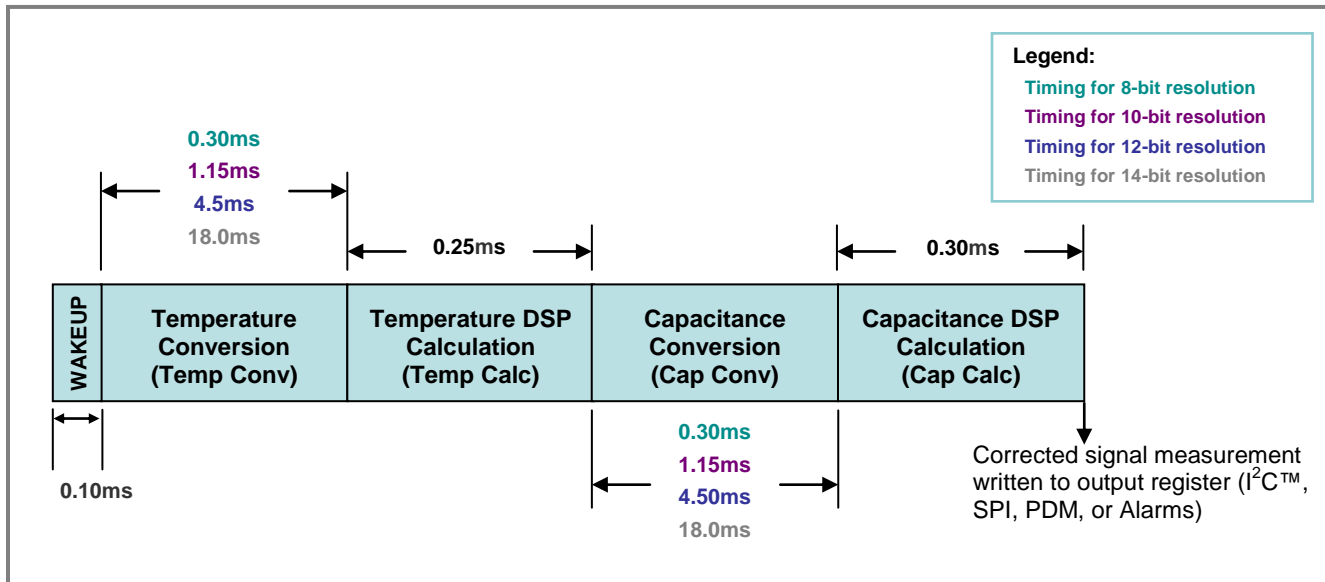 Legend:
Timing for 8-bit resolution
Timing for 10-bit resolution
Timing for 12-bit resolution
Timing for 14-bit resolution
0.30ms
1.15ms
4.5ms
18.0ms
0.25ms
0.30ms
WAKEUP
Temperature
Conversion
(Temp Conv)
Temperature DSP
Calculation
(Temp Calc)
Capacitance
Conversion
(Cap Conv)
Capacitance DSP
Calculation
(Cap Calc)
0.10ms
0.30ms
1.15ms
4.50ms
18.0ms
Corrected signal measurement
written to output register (I²C™,
SPI, PDM, or Alarms)